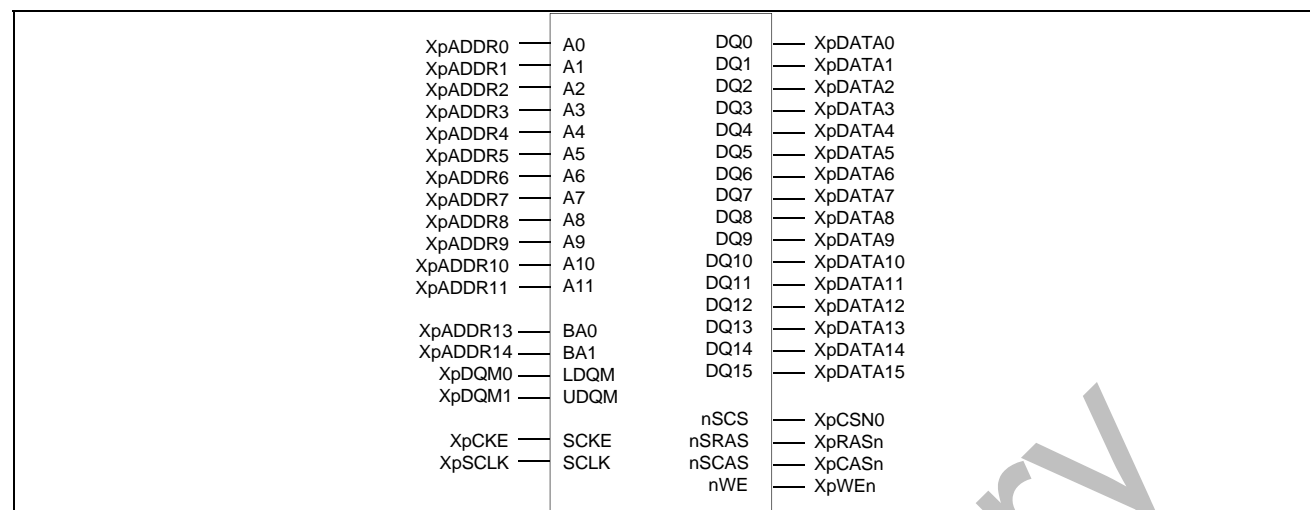 XpADDR0 A0 DQ0 XpDATA0
XpADDR1 A1 DQ1 XpDATA1
XpADDR2 A2 DQ2 XpDATA2
XpADDR3 A3 DQ3 XpDATA3
XpADDR4 A4 DQ4 XpDATA4
XpADDR5 A5 DQ5 XpDATA5
XpADDR6 A6 DQ6 XpDATA6
XpADDR7 A7 DQ7 XpDATA7
XpADDR8 A8 DQ8 XpDATA8
XpADDR9 A9 DQ9 XpDATA9
XpADDR10 A10 DQ10 XpDATA10
XpADDR11 A11 DQ11 XpDATA11
DQ12 XpDATA12
XpADDR13 BA0 DQ13 XpDATA13
XpADDR14 BA1 DQ14 XpDATA14
XpDQM0 LDQM DQ15 XpDATA15
XpDQM1 UDQM
nSCS XpCSN0
XpCKE SCKE nSRAS XpRASn
XpSCLK SCLK nSCAS XpCASn
nWE XpWEn
ry